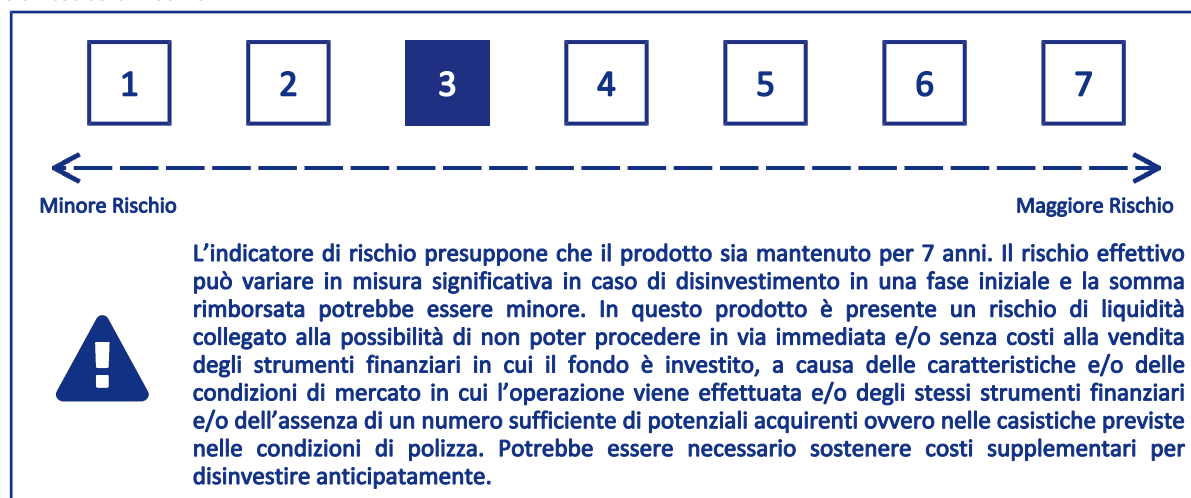 1 2 3 4 5 6 7
Minore Rischio Maggiore Rischio
L'indicatore di rischio presuppone che il prodotto sia mantenuto per 7 anni. Il rischio effettivo
può variare in misura significativa in caso di disinvestimento in una fase iniziale e la somma
rimborsata potrebbe essere minore. In questo prodotto è presente un rischio di liquidità
collegato alla possibilità di non poter procedere in via immediata e/o senza costi alla vendita
degli strumenti finanziari in cui il fondo è investito, a causa delle caratteristiche e/o delle
condizioni di mercato in cui l'operazione viene effettuata e/o degli stessi strumenti finanziari
e/o dell'assenza di un numero sufficiente di potenziali acquirenti ovvero nelle casistiche previste
nelle condizioni di polizza. Potrebbe essere necessario sostenere costi supplementari per
disinvestire anticipatamente.